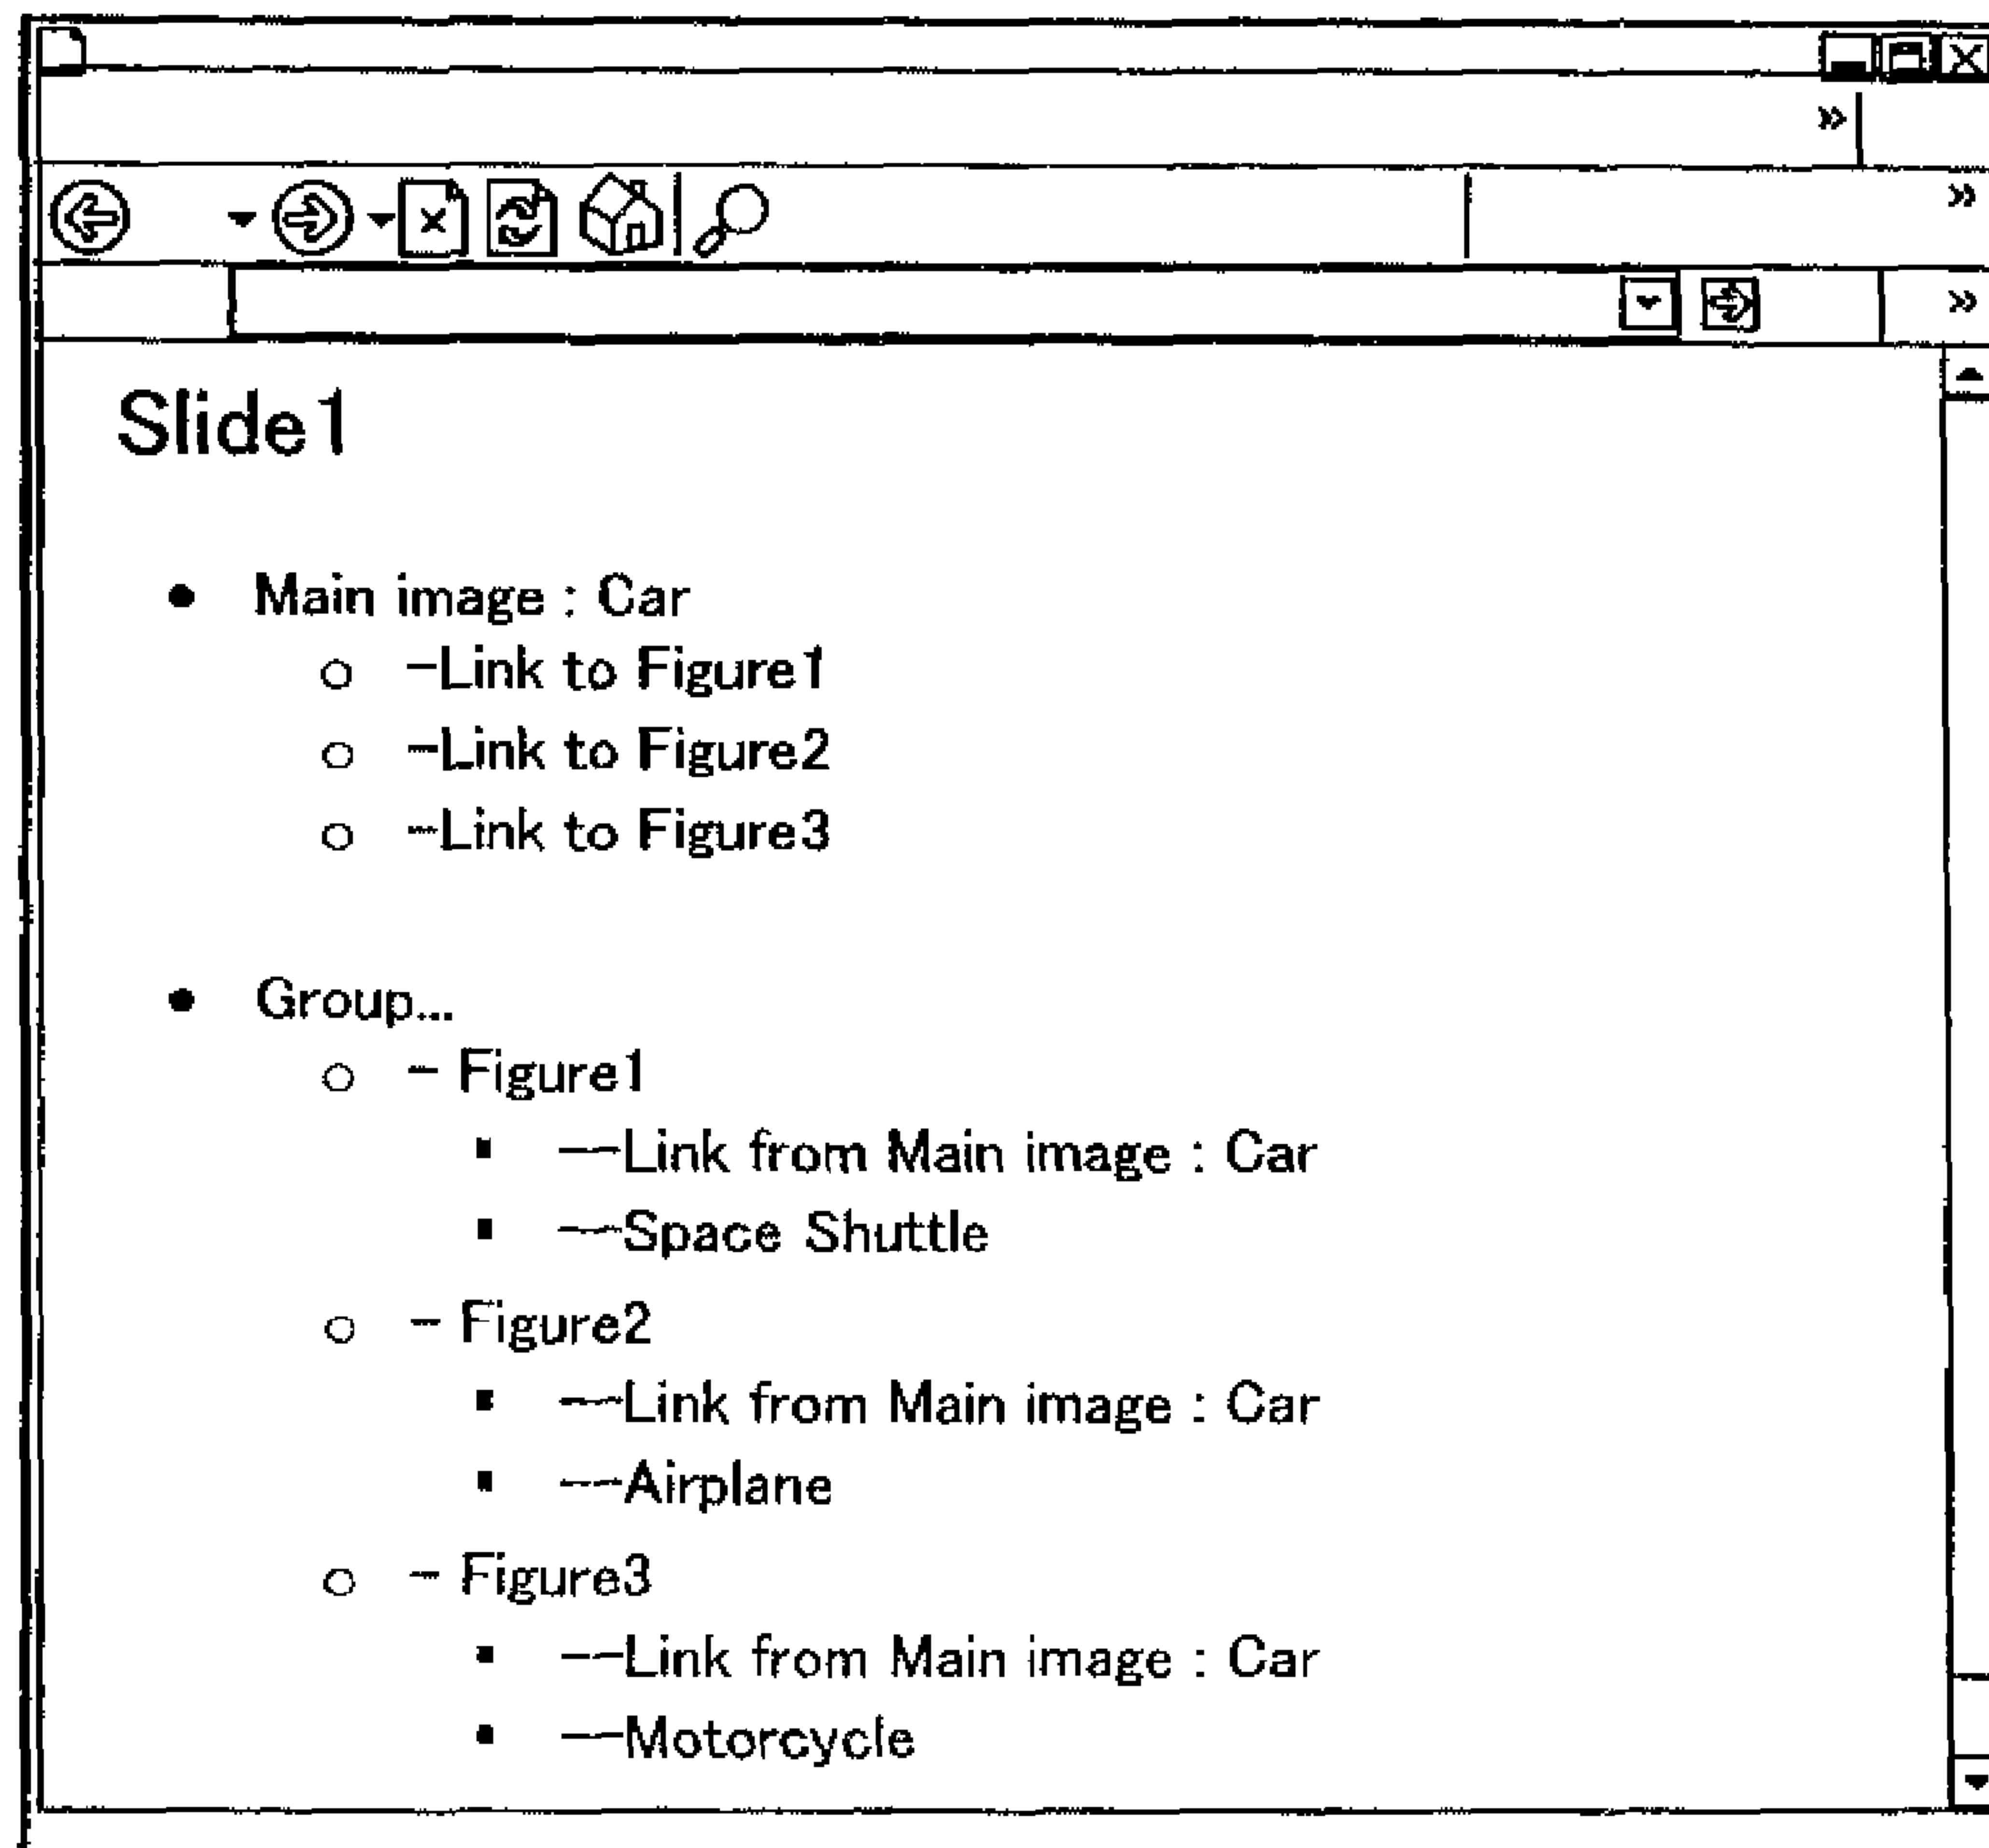 Slide1
● Main image : Car
○ -Link to Figure1
○ -Link to Figure2
○ -Link to Figure3
● Group...
○ - Figure1
▪ --Link from Main image : Car
▪ --Space Shuttle
○ - Figure2
▪ --Link from Main image : Car
▪ --Airplane
○ - Figure3
▪ --Link from Main image : Car
▪ --Motorcycle